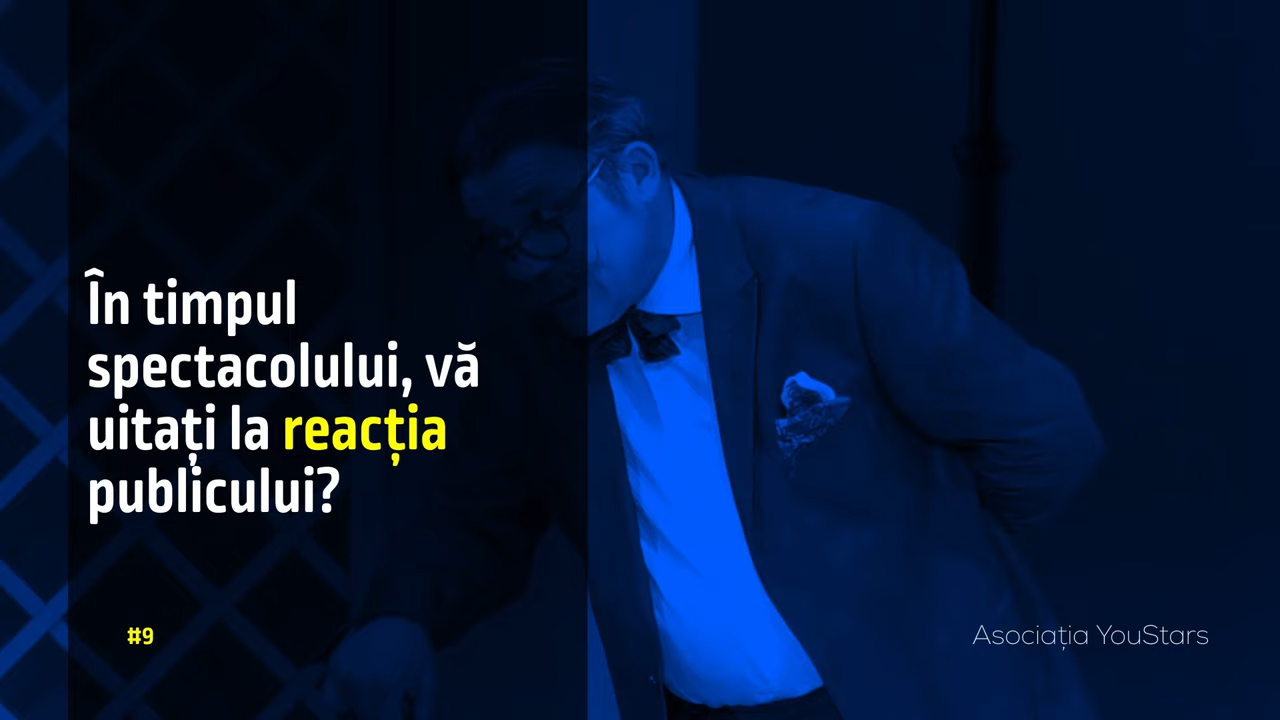 În timpul
spectacolului, vă
uitați la reacția
publicului?
#9
Asociația YouStars